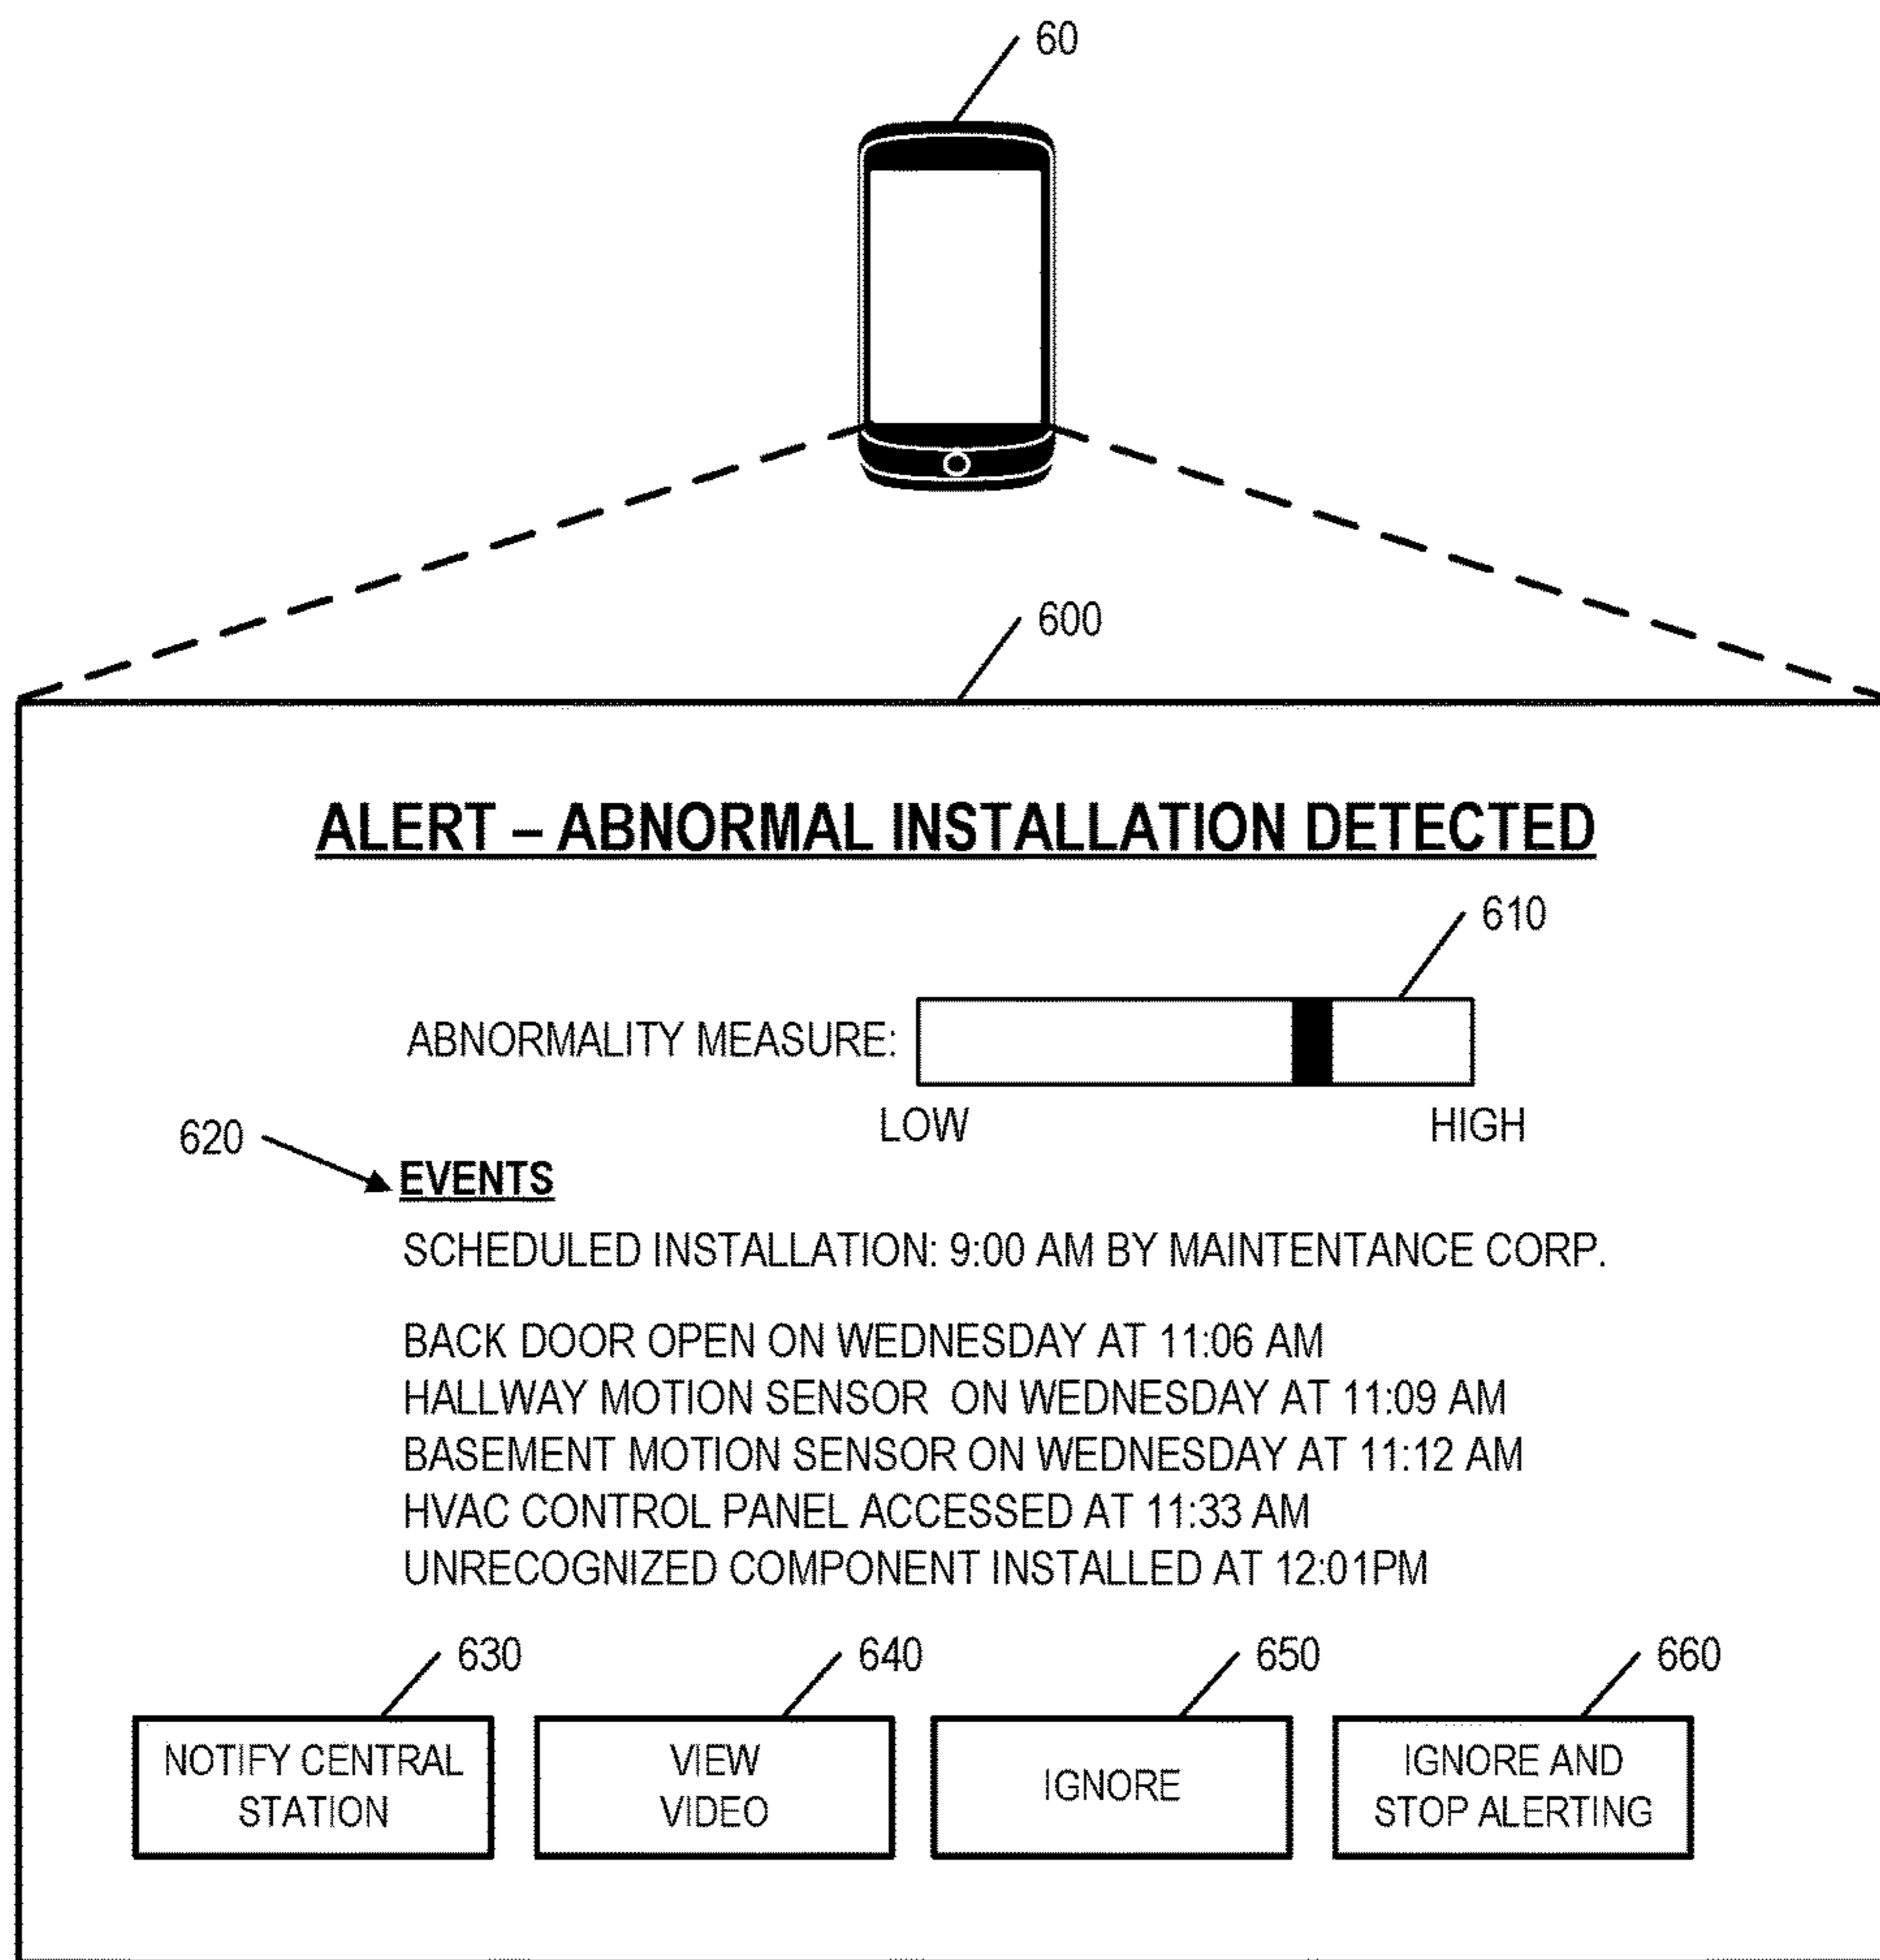 60
600
ALERT – ABNORMAL INSTALLATION DETECTED
610
ABNORMALITY MEASURE:
LOW HIGH
620
EVENTS
SCHEDULED INSTALLATION: 9:00 AM BY MAINTENTANCE CORP.
BACK DOOR OPEN ON WEDNESDAY AT 11:06 AM
HALLWAY MOTION SENSOR ON WEDNESDAY AT 11:09 AM
BASEMENT MOTION SENSOR ON WEDNESDAY AT 11:12 AM
HVAC CONTROL PANEL ACCESSED AT 11:33 AM
UNRECOGNIZED COMPONENT INSTALLED AT 12:01PM
630 640 650 660
NOTIFY CENTRAL
STATION
VIEW
VIDEO
IGNORE
IGNORE AND
STOP ALERTING